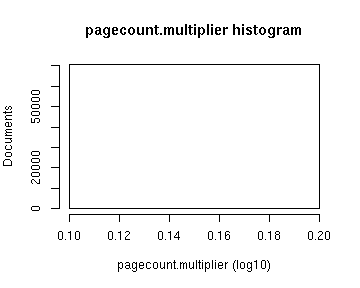 pagecount.multiplier histogram
Documents
50000
20000
0
0.10 0.12 0.14 0.16 0.18 0.20
pagecount.multiplier (log10)